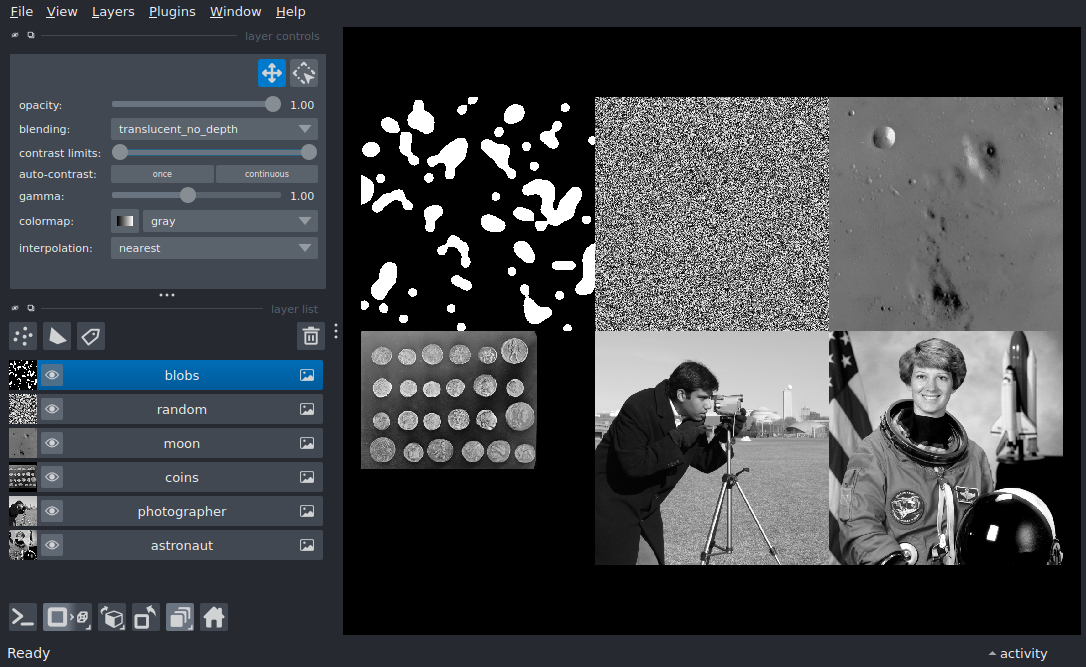 File View Layers Plugins Window Help
layer controls
opacity: 1.00
blending: translucent_no_depth
contrast limits:
auto-contrast: once continuous
gamma: 1.00
colormap: gray
interpolation: nearest
layer list
blobs
random
moon
coins
photographer
astronaut
Ready activity